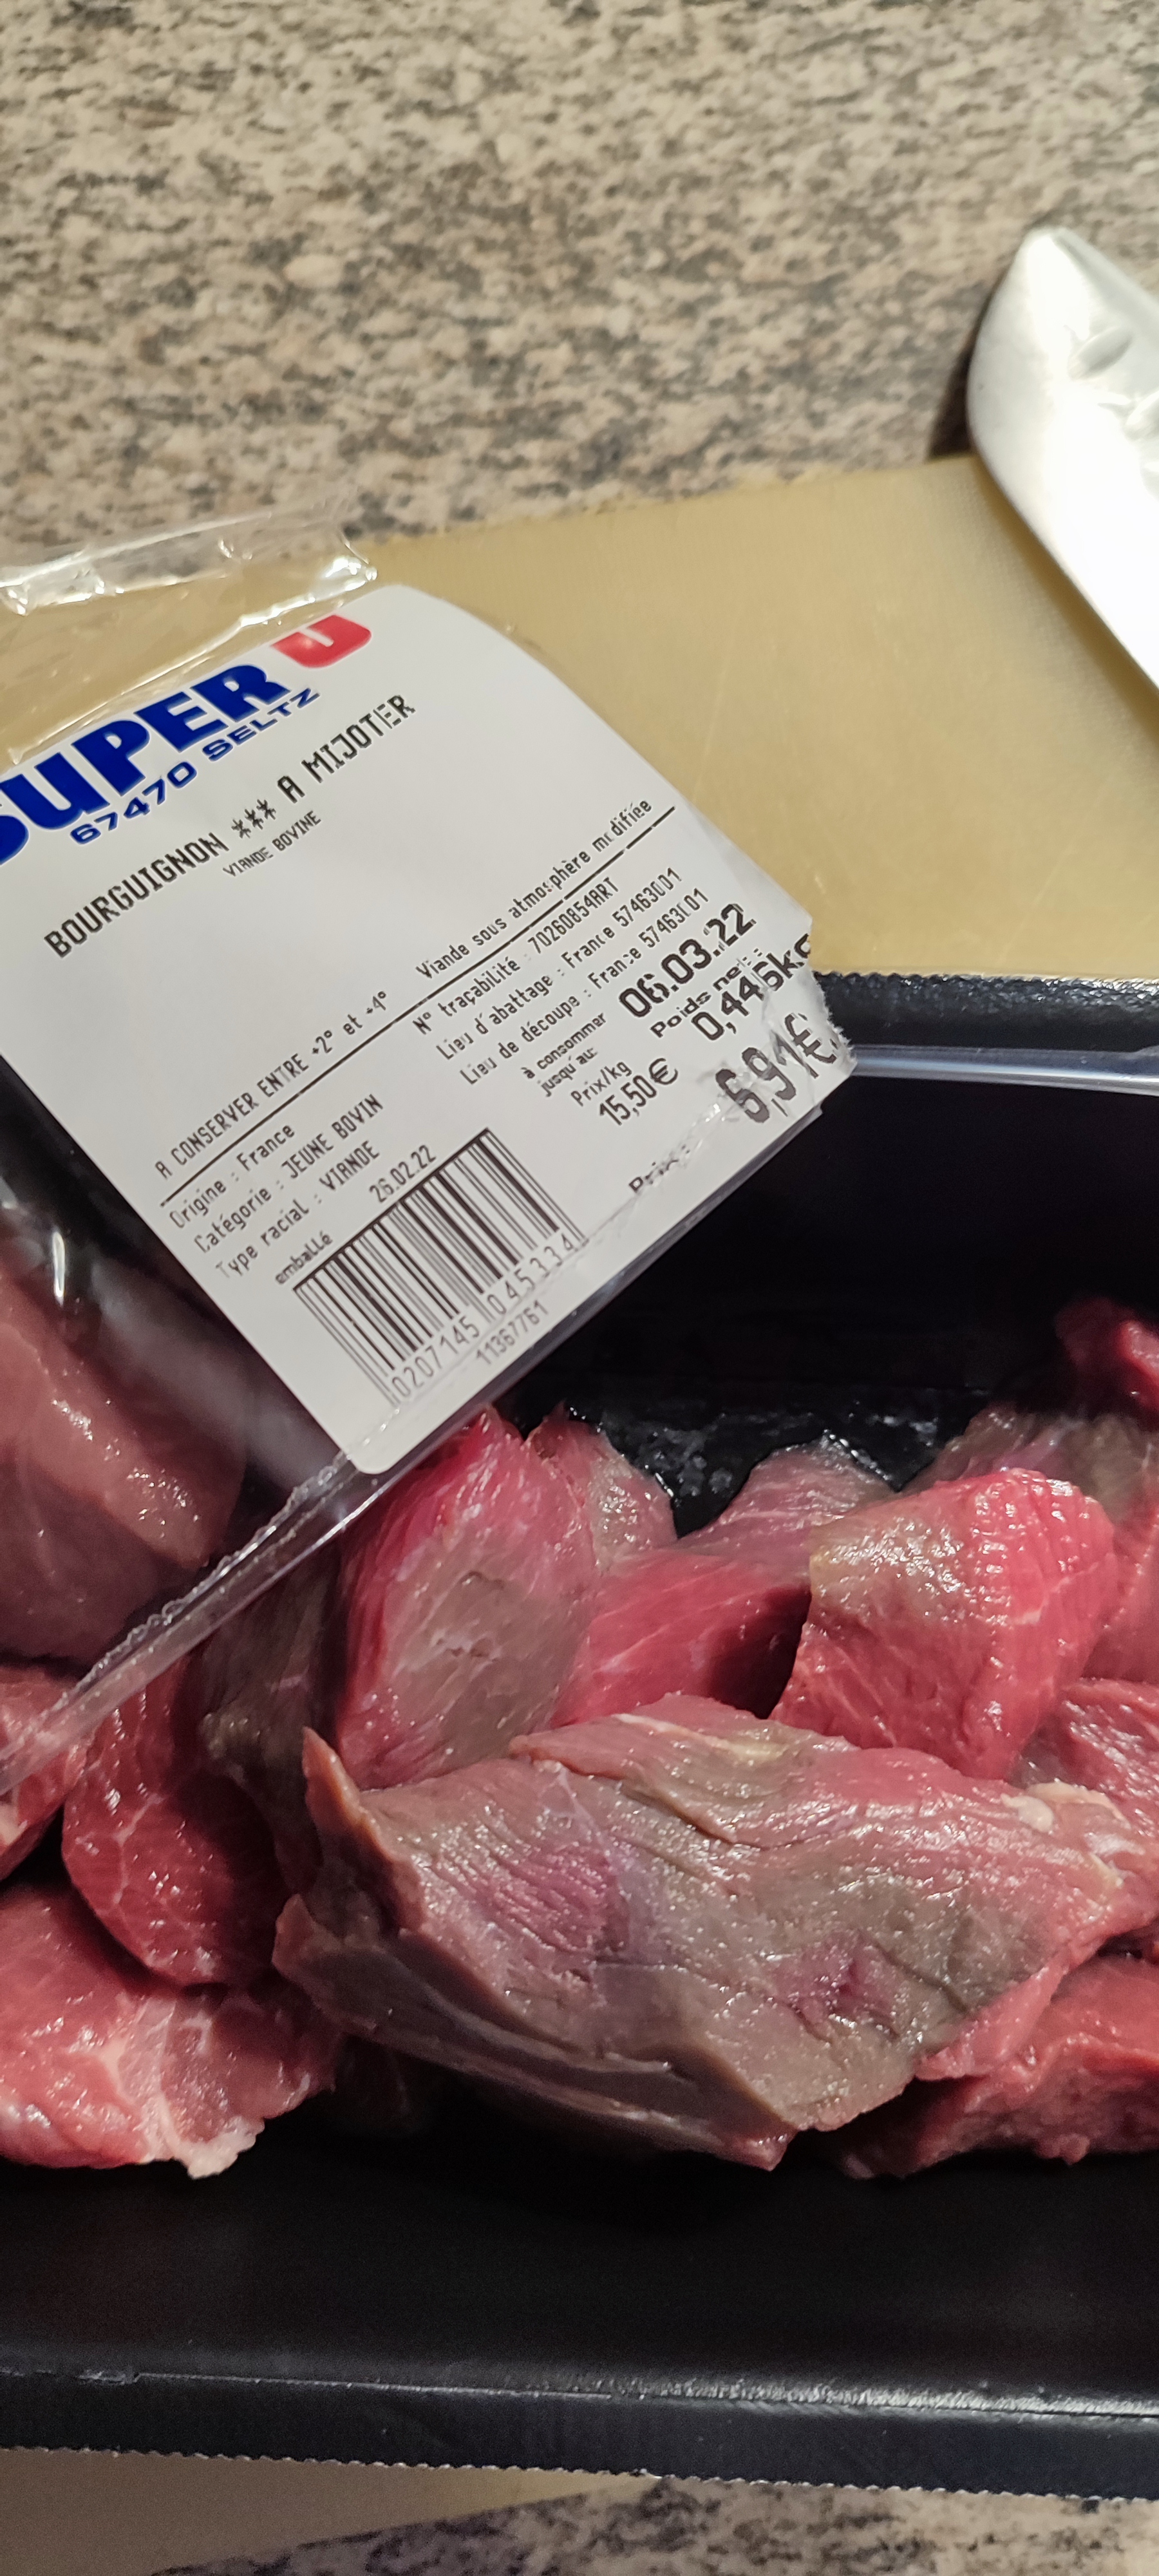 SUPER U
67470 SELTZ
BOURGUIGNON *** A MIJOTER
VIANDE BOVINE
Viande sous atmosphère modifiée
A CONSERVER ENTRE +2° et +4°
Origine : France
Catégorie : JEUNE BOVIN
Type racial : VIANDE
N° traçabilité : 70260854ART
Lieu d'abattage : France 57463001
Lieu de découpe : France 57463001
emballé 26.02.22
à consommer jusqu'au: 06.03.22
Prix/kg
15,50€
Poids net:
0,446kg
Prix:
6,91€
0207145 045334
11367761